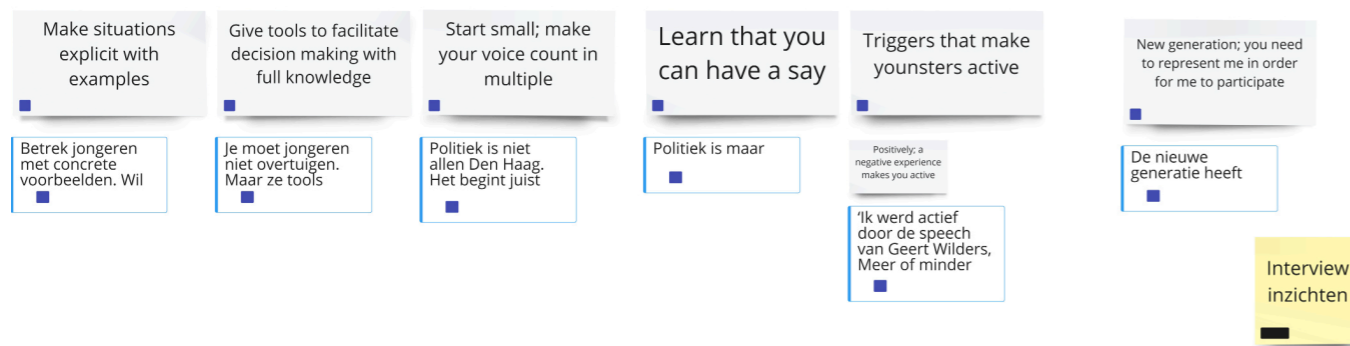 Make situations
explicit with
examples
Give tools to facilitate
decision making with
full knowledge
Start small; make
your voice count in
multiple
Learn that you
can have a say
Triggers that make
younsters active
New generation; you need
to represent me in order
for me to participate
Betrek jongeren
met concrete
voorbeelden. Wil
Je moet jongeren
niet overtuigen.
Maar ze tools
Politiek is niet
allen Den Haag.
Het begint juist
Politiek is maar
Positively; a
negative experience
makes you active
'Ik werd actief
door de speech
van Geert Wilders,
Meer of minder
De nieuwe
generatie heeft
Interview
inzichten